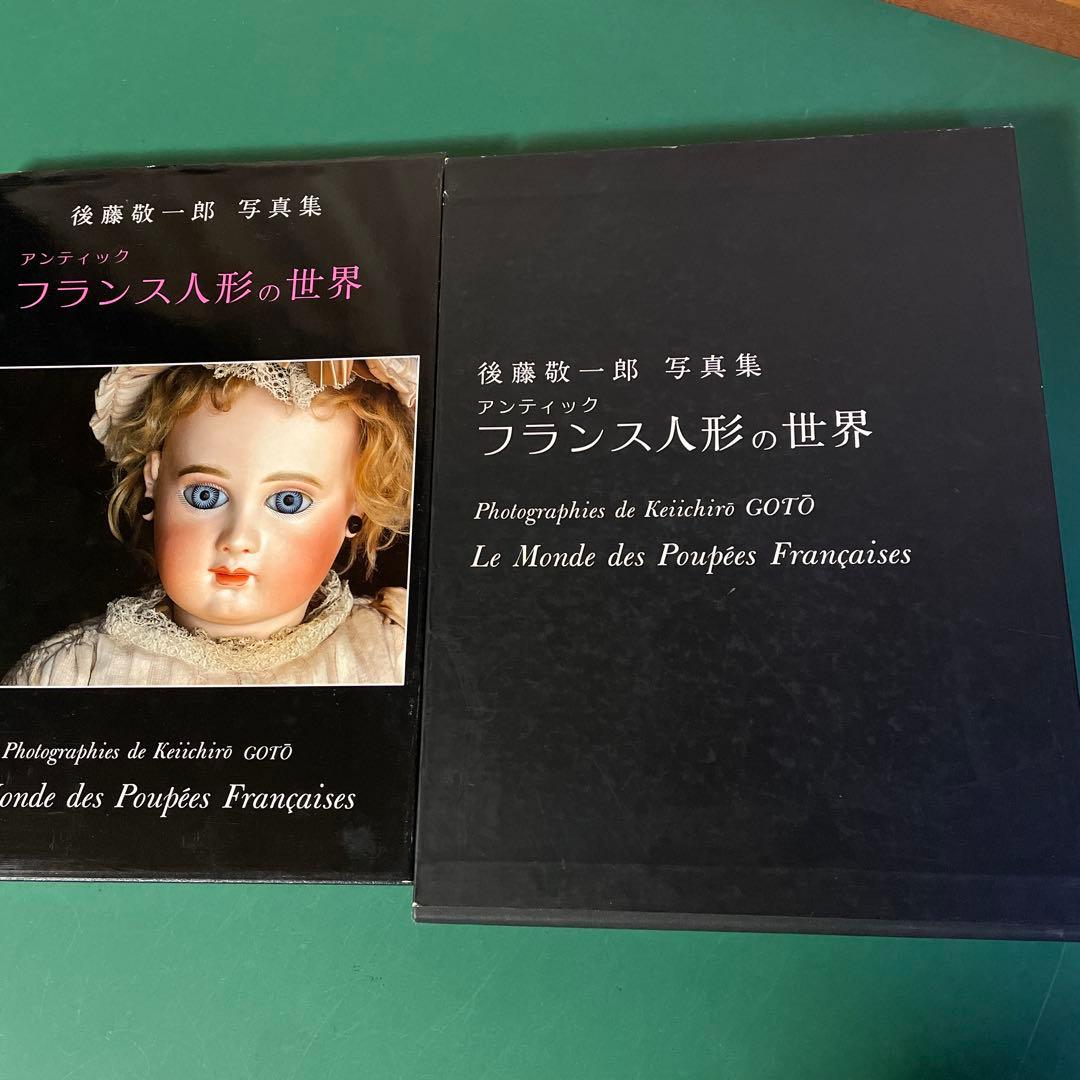 後藤敬一郎 写真集
アンティック
フランス人形の世界
Photographies de Keiichirō GOTŌ
onde des Poupées Françaises
後藤敬一郎 写真集
アンティック
フランス人形の世界
Photographies de Keiichirō GOTŌ
Le Monde des Poupées Françaises